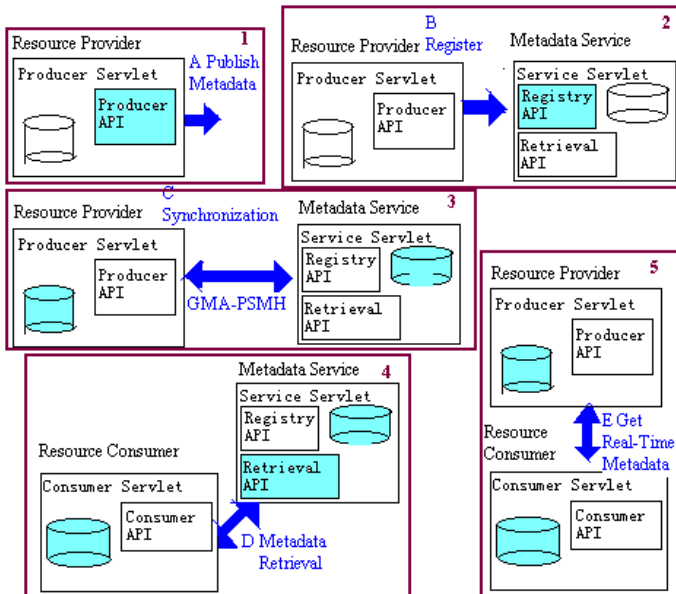 1
Resource Provider
Producer Servlet
Producer
API
A Publish
Metadata
2
B
Register
Resource Provider
Producer Servlet
Producer
API
Metadata Service
Service Servlet
Registry
API
Retrieval
API
3
C
Synchronization
Resource Provider
Producer Servlet
Producer
API
GMA-PSMH
Metadata Service
Service Servlet
Registry
API
Retrieval
API
4
Metadata Service
Service Servlet
Registry
API
Retrieval
API
Resource Consumer
Consumer Servlet
Consumer
API
D Metadata
Retrieval
5
Resource Provider
Producer Servlet
Producer
API
E Get
Real-Time
Metadata
Resource
Consumer
Consumer Servlet
Consumer
API